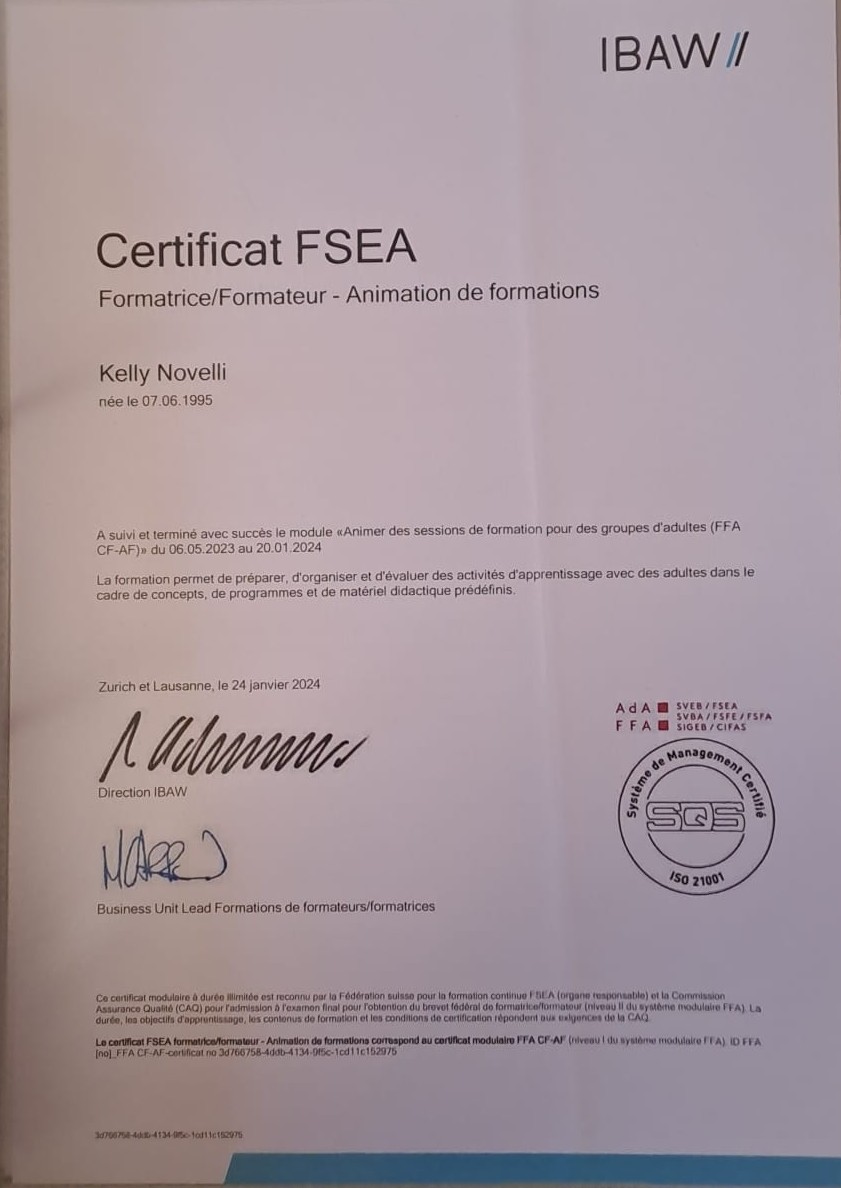 IBAW//
Certificat FSEA
Formatrice/Formateur - Animation de formations
Kelly Novelli
née le 07.06.1995
A suivi et terminé avec succès le module «Animer des sessions de formation pour des groupes d'adultes (FFA
CF-AF)» du 06.05.2023 au 20.01.2024
La formation permet de préparer, d'organiser et d'évaluer des activités d'apprentissage avec des adultes dans le
cadre de concepts, de programmes et de matériel didactique prédéfinis.
Zurich et Lausanne, le 24 janvier 2024
Direction IBAW
AdA SVEB / FSEA
SVBA / FSFE / FSFA
FFA SIGEB / CIFAS
Système de Management Certifié
SQS
ISO 21001
Business Unit Lead Formations de formateurs/formatrices
Ce certificat modulaire à durée illimitée est reconnu par la Fédération suisse pour la formation continue FSEA (organe responsable) et la Commission
Assurance Qualité (CAQ) pour l'admission à l'examen final pour l'obtention du brevet fédéral de formatrice/formateur (niveau II du système modulaire FFA). La
durée, les objectifs d'apprentissage, les contenus de formation et les conditions de certification répondent aux exigences de la CAQ.
Le certificat FSEA formatrice/formateur - Animation de formations correspond au certificat modulaire FFA CF-AF (niveau I du système modulaire FFA). ID FFA
[no]_FFA CF-AF-certificat no 3d766758-4ddb-4134-9f5c-1cd11c152975
3d766758-4ddb-4134-9f5c-1cd11c152975